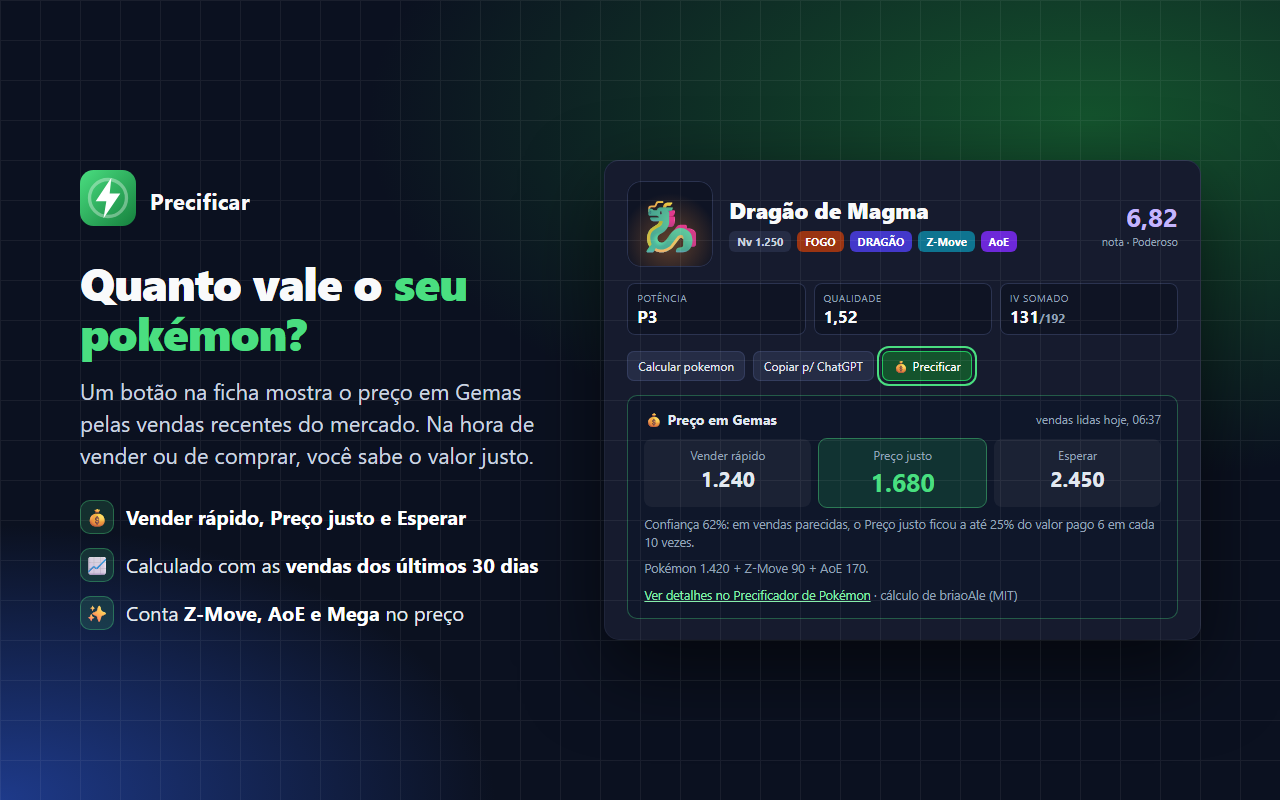 Precificar
Quanto vale o seu
pokémon?
Um botão na ficha mostra o preço em Gemas
pelas vendas recentes do mercado. Na hora de
vender ou de comprar, você sabe o valor justo.
Vender rápido, Preço justo e Esperar
Calculado com as vendas dos últimos 30 dias
Conta Z-Move, AoE e Mega no preço
Dragão de Magma
Nv 1.250 FOGO DRAGÃO Z-Move AoE
6,82
nota · Poderoso
POTÊNCIA
P3
QUALIDADE
1,52
IV SOMADO
131/192
Calcular pokemon
Copiar p/ ChatGPT
Precificar
Preço em Gemas
vendas lidas hoje, 06:37
Vender rápido
1.240
Preço justo
1.680
Esperar
2.450
Confiança 62%: em vendas parecidas, o Preço justo ficou a até 25% do valor pago 6 em cada
10 vezes.
Pokémon 1.420 + Z-Move 90 + AoE 170.
Ver detalhes no Precificador de Pokémon · cálculo de briaoAle (MIT)